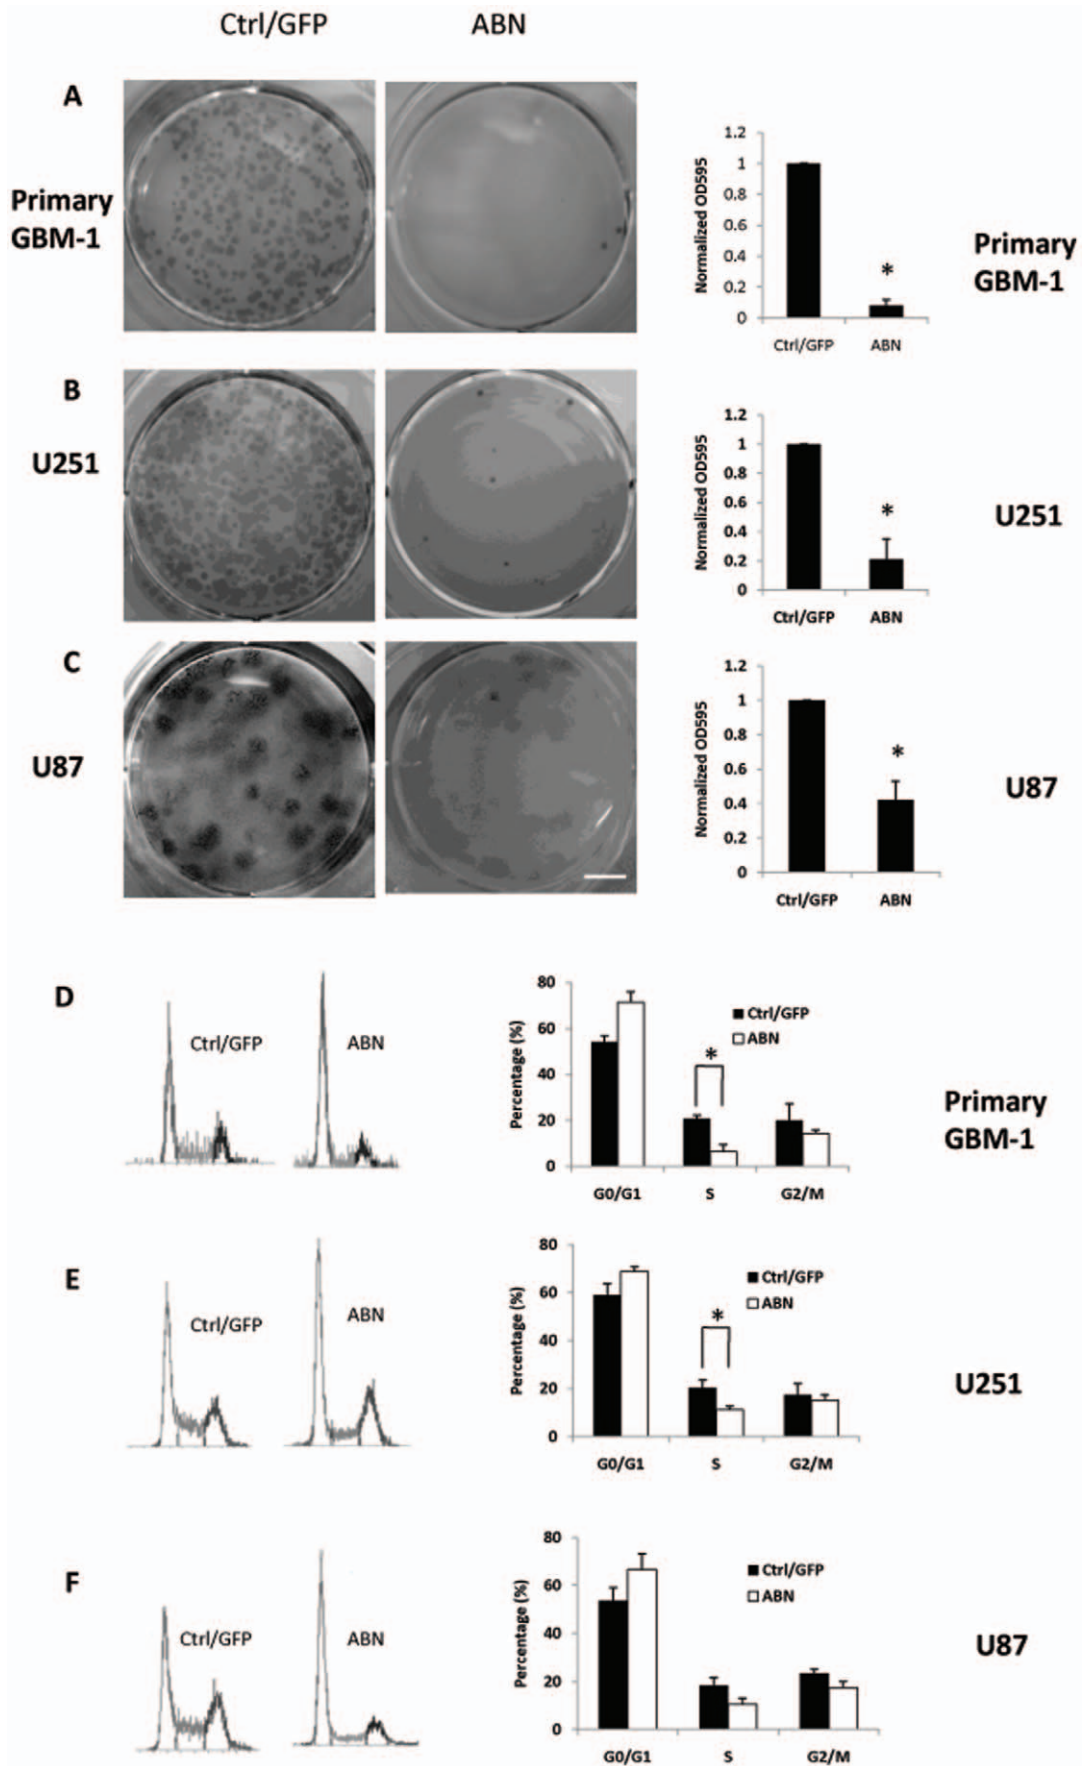 Ctrl/GFP ABN
A
Primary
GBM-1
1.2
1
0.8
0.6
0.4
0.2
0
Normalized OD595
*
Ctrl/GFP ABN
Primary
GBM-1
B
U251
1.2
1
0.8
0.6
0.4
0.2
0
Normalized OD595
*
Ctrl/GFP ABN
U251
C
U87
1.2
1
0.8
0.6
0.4
0.2
0
Normalized OD595
*
Ctrl/GFP ABN
U87
D
Ctrl/GFP ABN
80
60
40
20
0
Percentage (%)
Ctrl/GFP
ABN
*
G0/G1 S G2/M
Primary
GBM-1
E
Ctrl/GFP ABN
80
60
40
20
0
Percentage (%)
Ctrl/GFP
ABN
*
G0/G1 S G2/M
U251
F
Ctrl/GFP ABN
80
60
40
20
0
Percentage (%)
Ctrl/GFP
ABN
G0/G1 S G2/M
U87